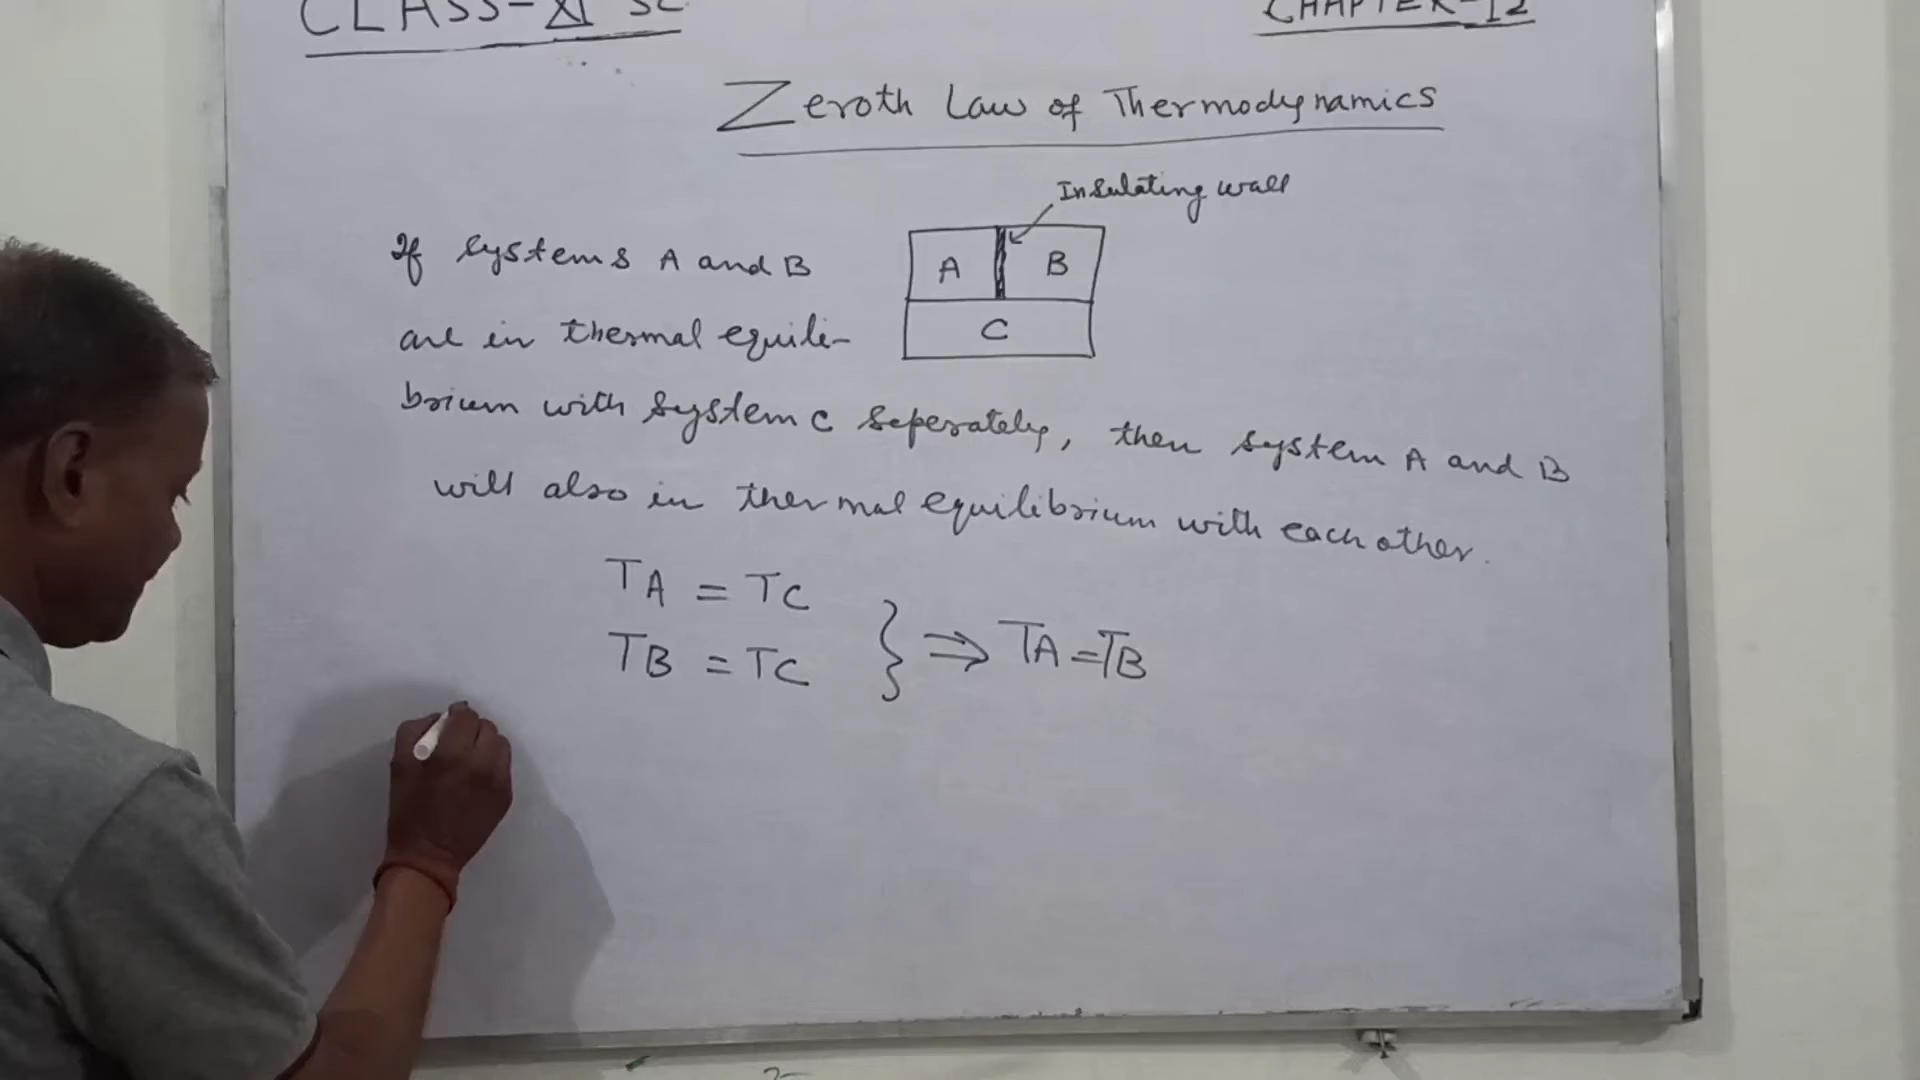 CLASS-XI SC
CHAPTER-12
Zeroth Law of Thermodynamics
Insulating wall
If systems A and B
A
B
are in thermal equili-
C
brium with system C seperately, then system A and B
will also in thermal equilibrium with each other.
TA = TC
TB = TC
} ⇒ TA = TB